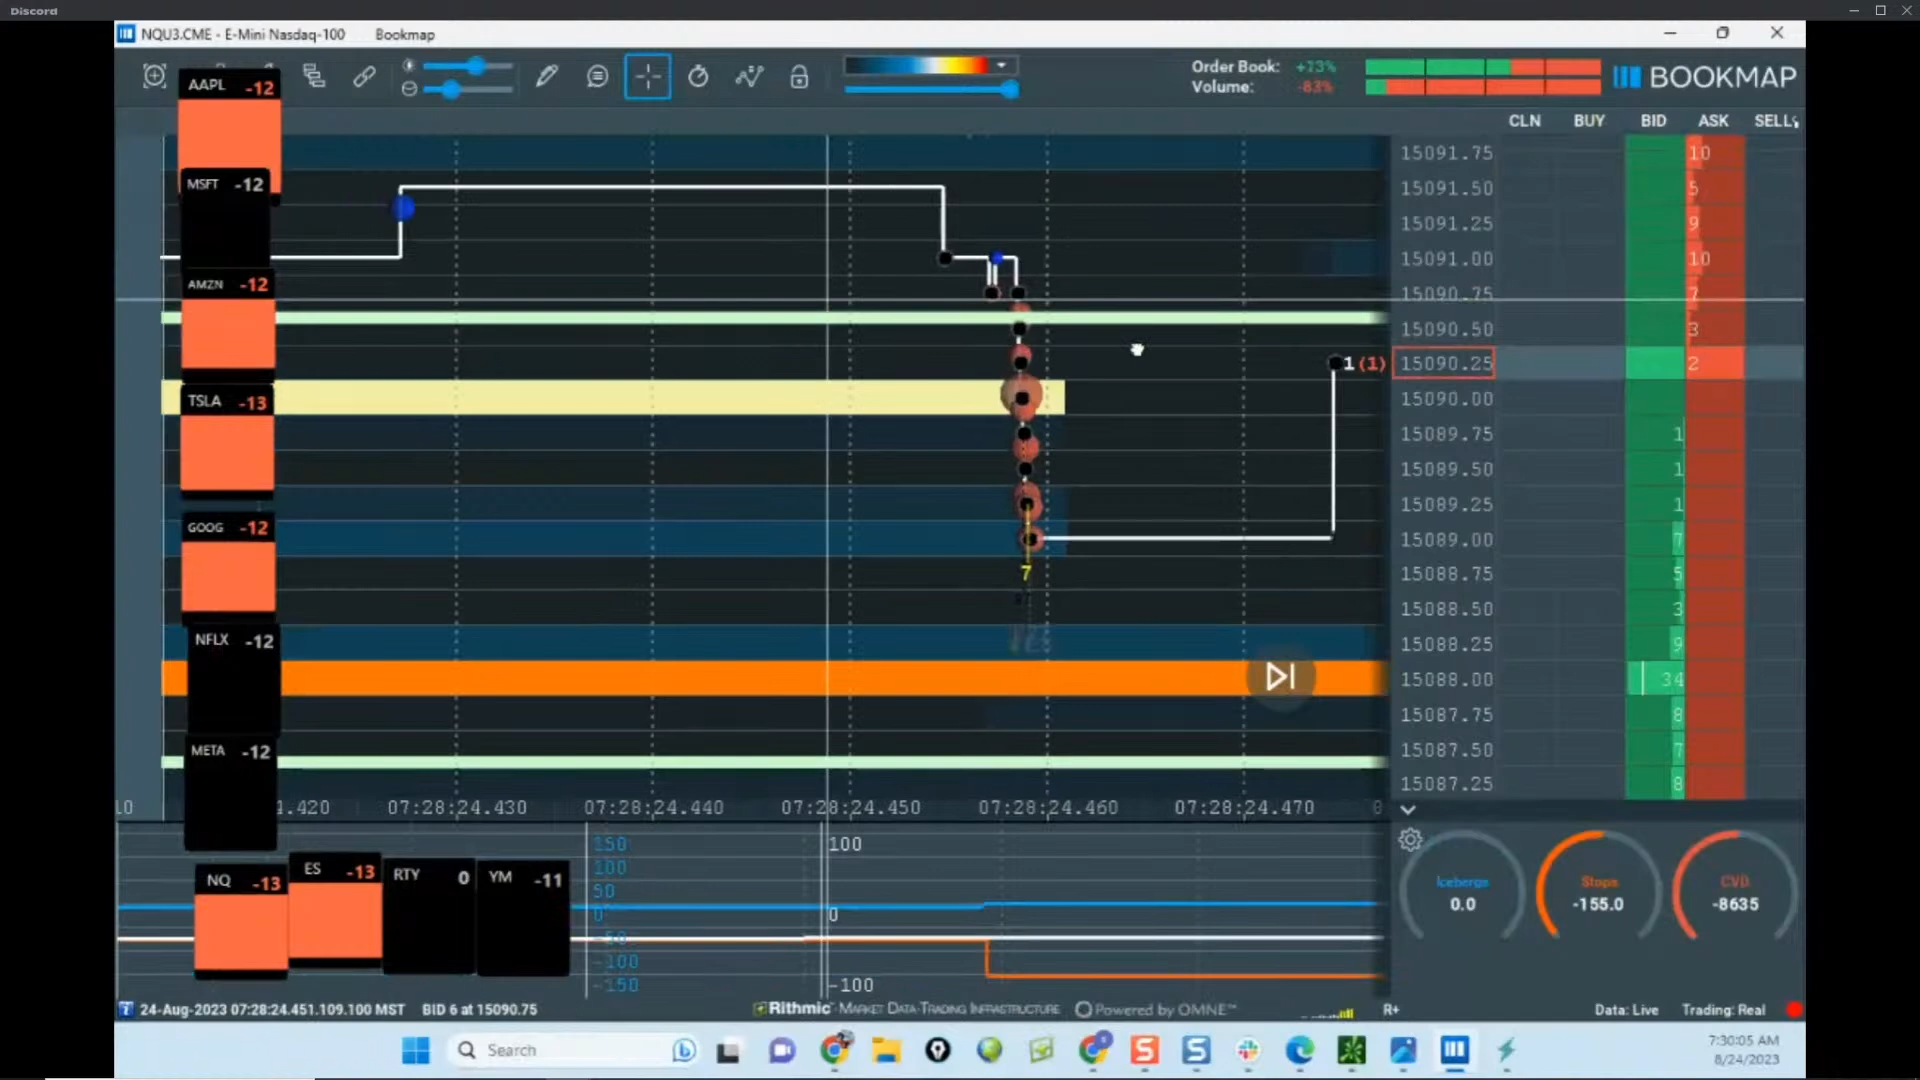 Discord
NQU3.CME - E-Mini Nasdaq-100 Bookmap
Order Book: +73%
Volume: -83%
BOOKMAP
CLN BUY BID ASK SELL
AAPL -12
MSFT -12
AMZN -12
TSLA -13
GOOG -12
NFLX -12
META -12
NQ -13
ES -13
RTY 0
YM -11
1 (1)
7
15091.75 10
15091.50 5
15091.25 9
15091.00 10
15090.75 7
15090.50 3
15090.25 2
15090.00
15089.75 1
15089.50 1
15089.25 1
15089.00 7
15088.75 5
15088.50 3
15088.25 9
15088.00 34
15087.75 8
15087.50 7
15087.25 8
07:28:24.430 07:28:24.440 07:28:24.450 07:28:24.460 07:28:24.470
150
100
50
0
-50
-100
-150
100
0
-100
Icebergs
0.0
Stops
-155.0
CVD
-8635
24-Aug-2023 07:28:24.451.109.100 MST BID 6 at 15090.75
Rithmic - MARKET DATA-TRADING INFRASTRUCTURE
Powered by OMNE™
R+
Data: Live Trading: Real
Search
7:30:05 AM
8/24/2023